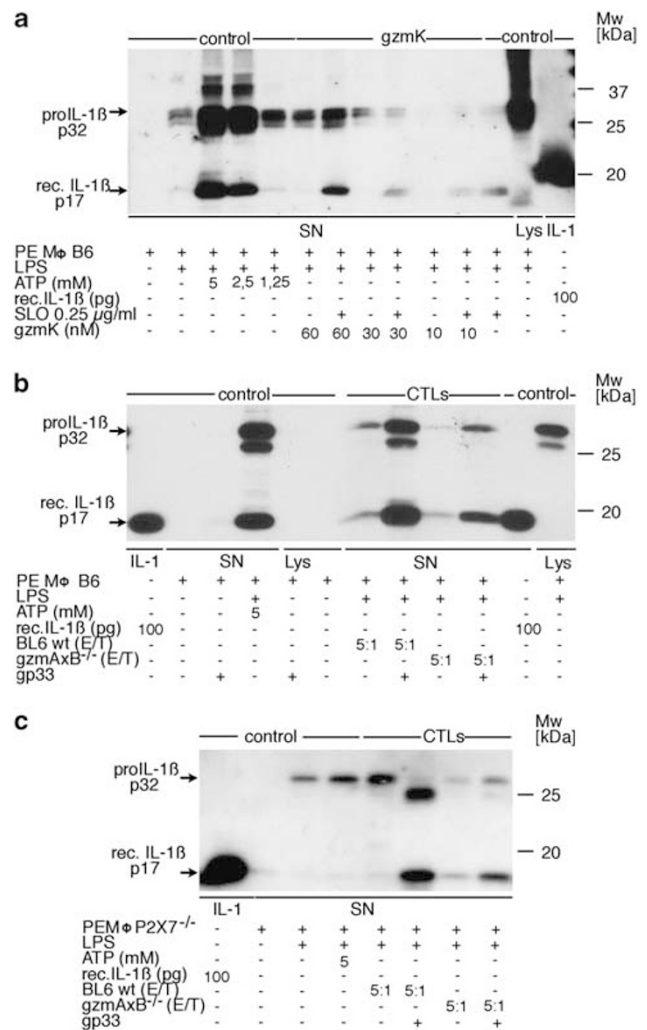 a
control gzmK control Mw [kDa]
proIL-1ß p32
37
25
rec. IL-1ß p17
20
SN Lys IL-1
PE MΦ B6 + + + + + + + + + + + + + -
LPS - + + + + + + + + + + + + -
ATP (mM) - - 5 2,5 1,25 - - - - - - - - -
rec.IL-1ß (pg) - - - - - - - - - - - - - 100
SLO 0.25 µg/ml - - - - - - + - + - + + - -
gzmK (nM) - - - - - 60 60 30 30 10 10 - - -
b
control CTLs control Mw [kDa]
proIL-1ß p32
25
rec. IL-1ß p17
20
IL-1 SN Lys SN Lys
PE MΦ B6 - + + + + + + + + + - +
LPS - - - + - - + + + + - +
ATP (mM) - - - 5 - - - - - - - -
rec.IL-1ß (pg) 100 - - - - - - - - - 100 -
BL6 wt (E/T) - - - - - - 5:1 5:1 - - - -
gzmAxB-/- (E/T) - - - - - - - - 5:1 5:1 - -
gp33 - - + - + - - + - + - -
c
control CTLs Mw [kDa]
proIL-1ß p32
25
20
rec. IL-1ß p17
IL-1 SN
PEMΦP2X7-/- - + + + + + + +
LPS - - + + + + + +
ATP (mM) - - - 5 - - - -
rec.IL-1ß (pg) 100 - - - - - - -
BL6 wt (E/T) - - - - 5:1 5:1 - -
gzmAxB-/- (E/T) - - - - - - 5:1 5:1
gp33 - - - - - + - +